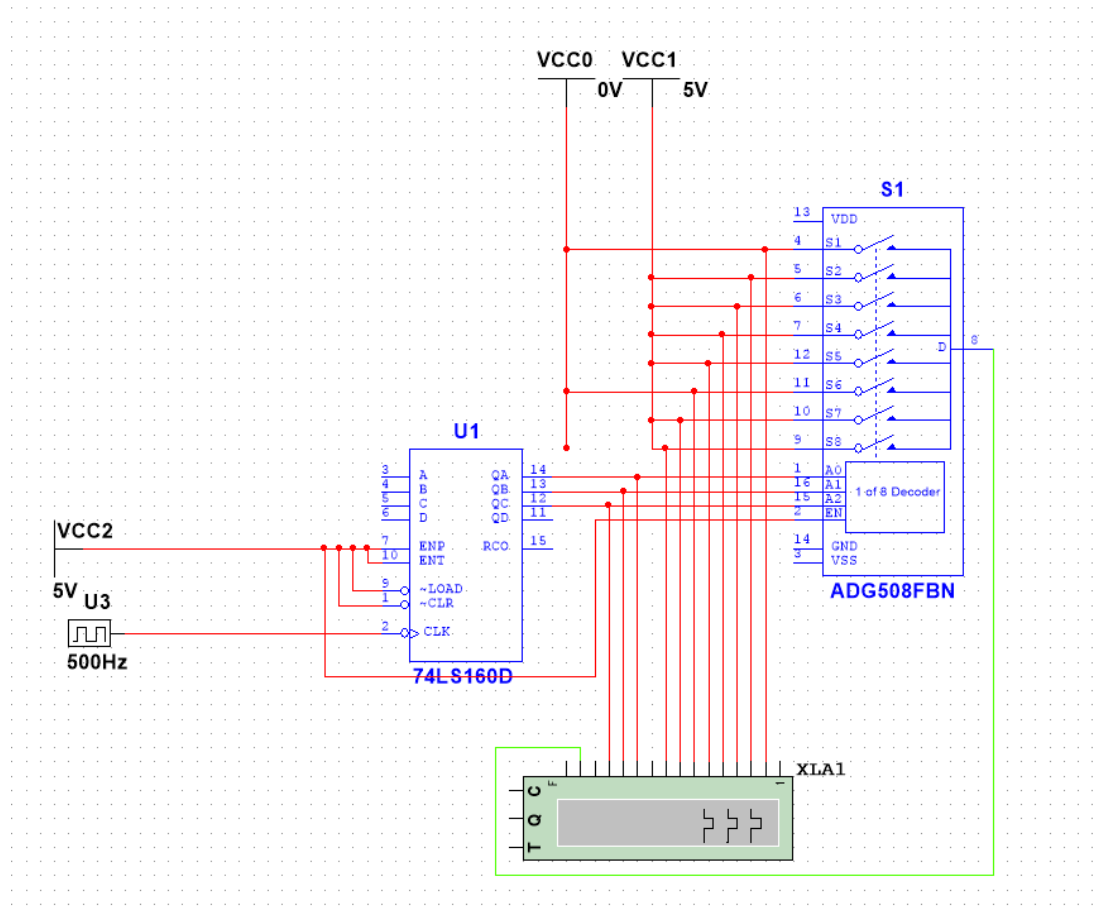 VCC0 VCC1
0V 5V
S1
13 VDD
4 S1
5 S2
6 S3
7 S4
12 S5
11 S6
10 S7
9 S8
D 8
1 A0
16 A1
15 A2
2 EN
1 of 8 Decoder
14 GND
3 VSS
ADG508FBN
U1
3 A QA 14
4 B QB 13
5 C QC 12
6 D QD 11
7 ENP RCO 15
10 ENT
9 ~LOAD
1 ~CLR
2 CLK
74LS160D
VCC2
5V
U3
500Hz
XLA1
F 1
C
Q
T